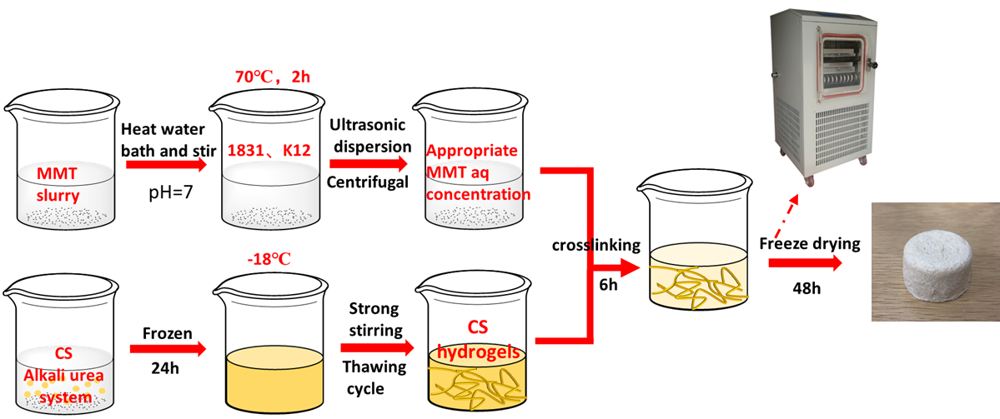 70℃，2h
Heat water
bath and stir
pH=7
MMT
slurry
1831、K12
Ultrasonic
dispersion
Centrifugal
Appropriate
MMT aq
concentration
crosslinking
6h
Freeze drying
48h
-18℃
CS
Alkali urea
system
Frozen
24h
Strong
stirring
Thawing
cycle
CS
hydrogels